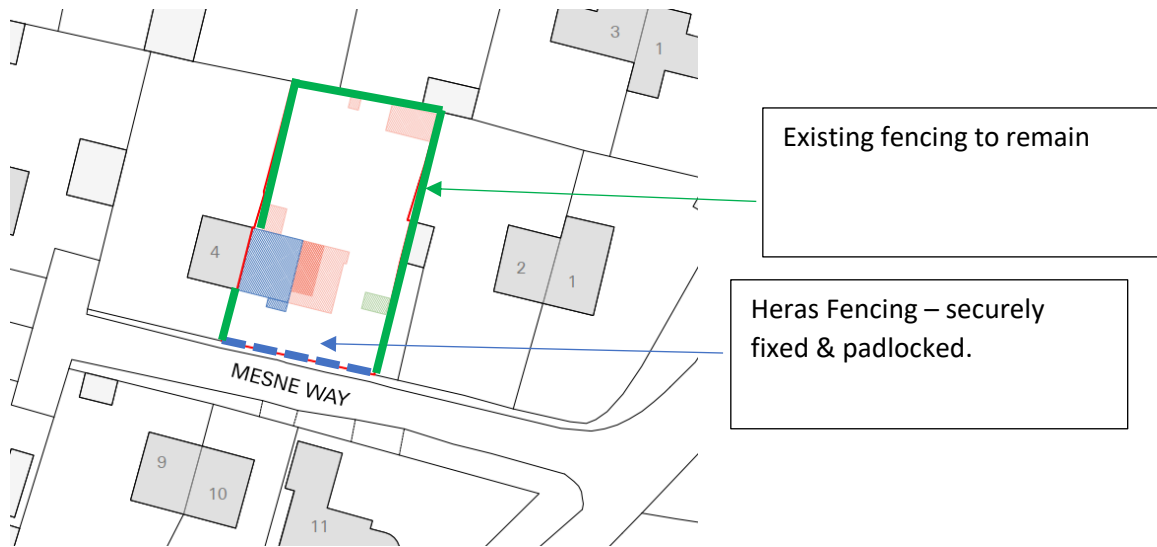 3
1
Existing fencing to remain
4
2
1
Heras Fencing – securely
fixed & padlocked.
MESNE WAY
9
10
11